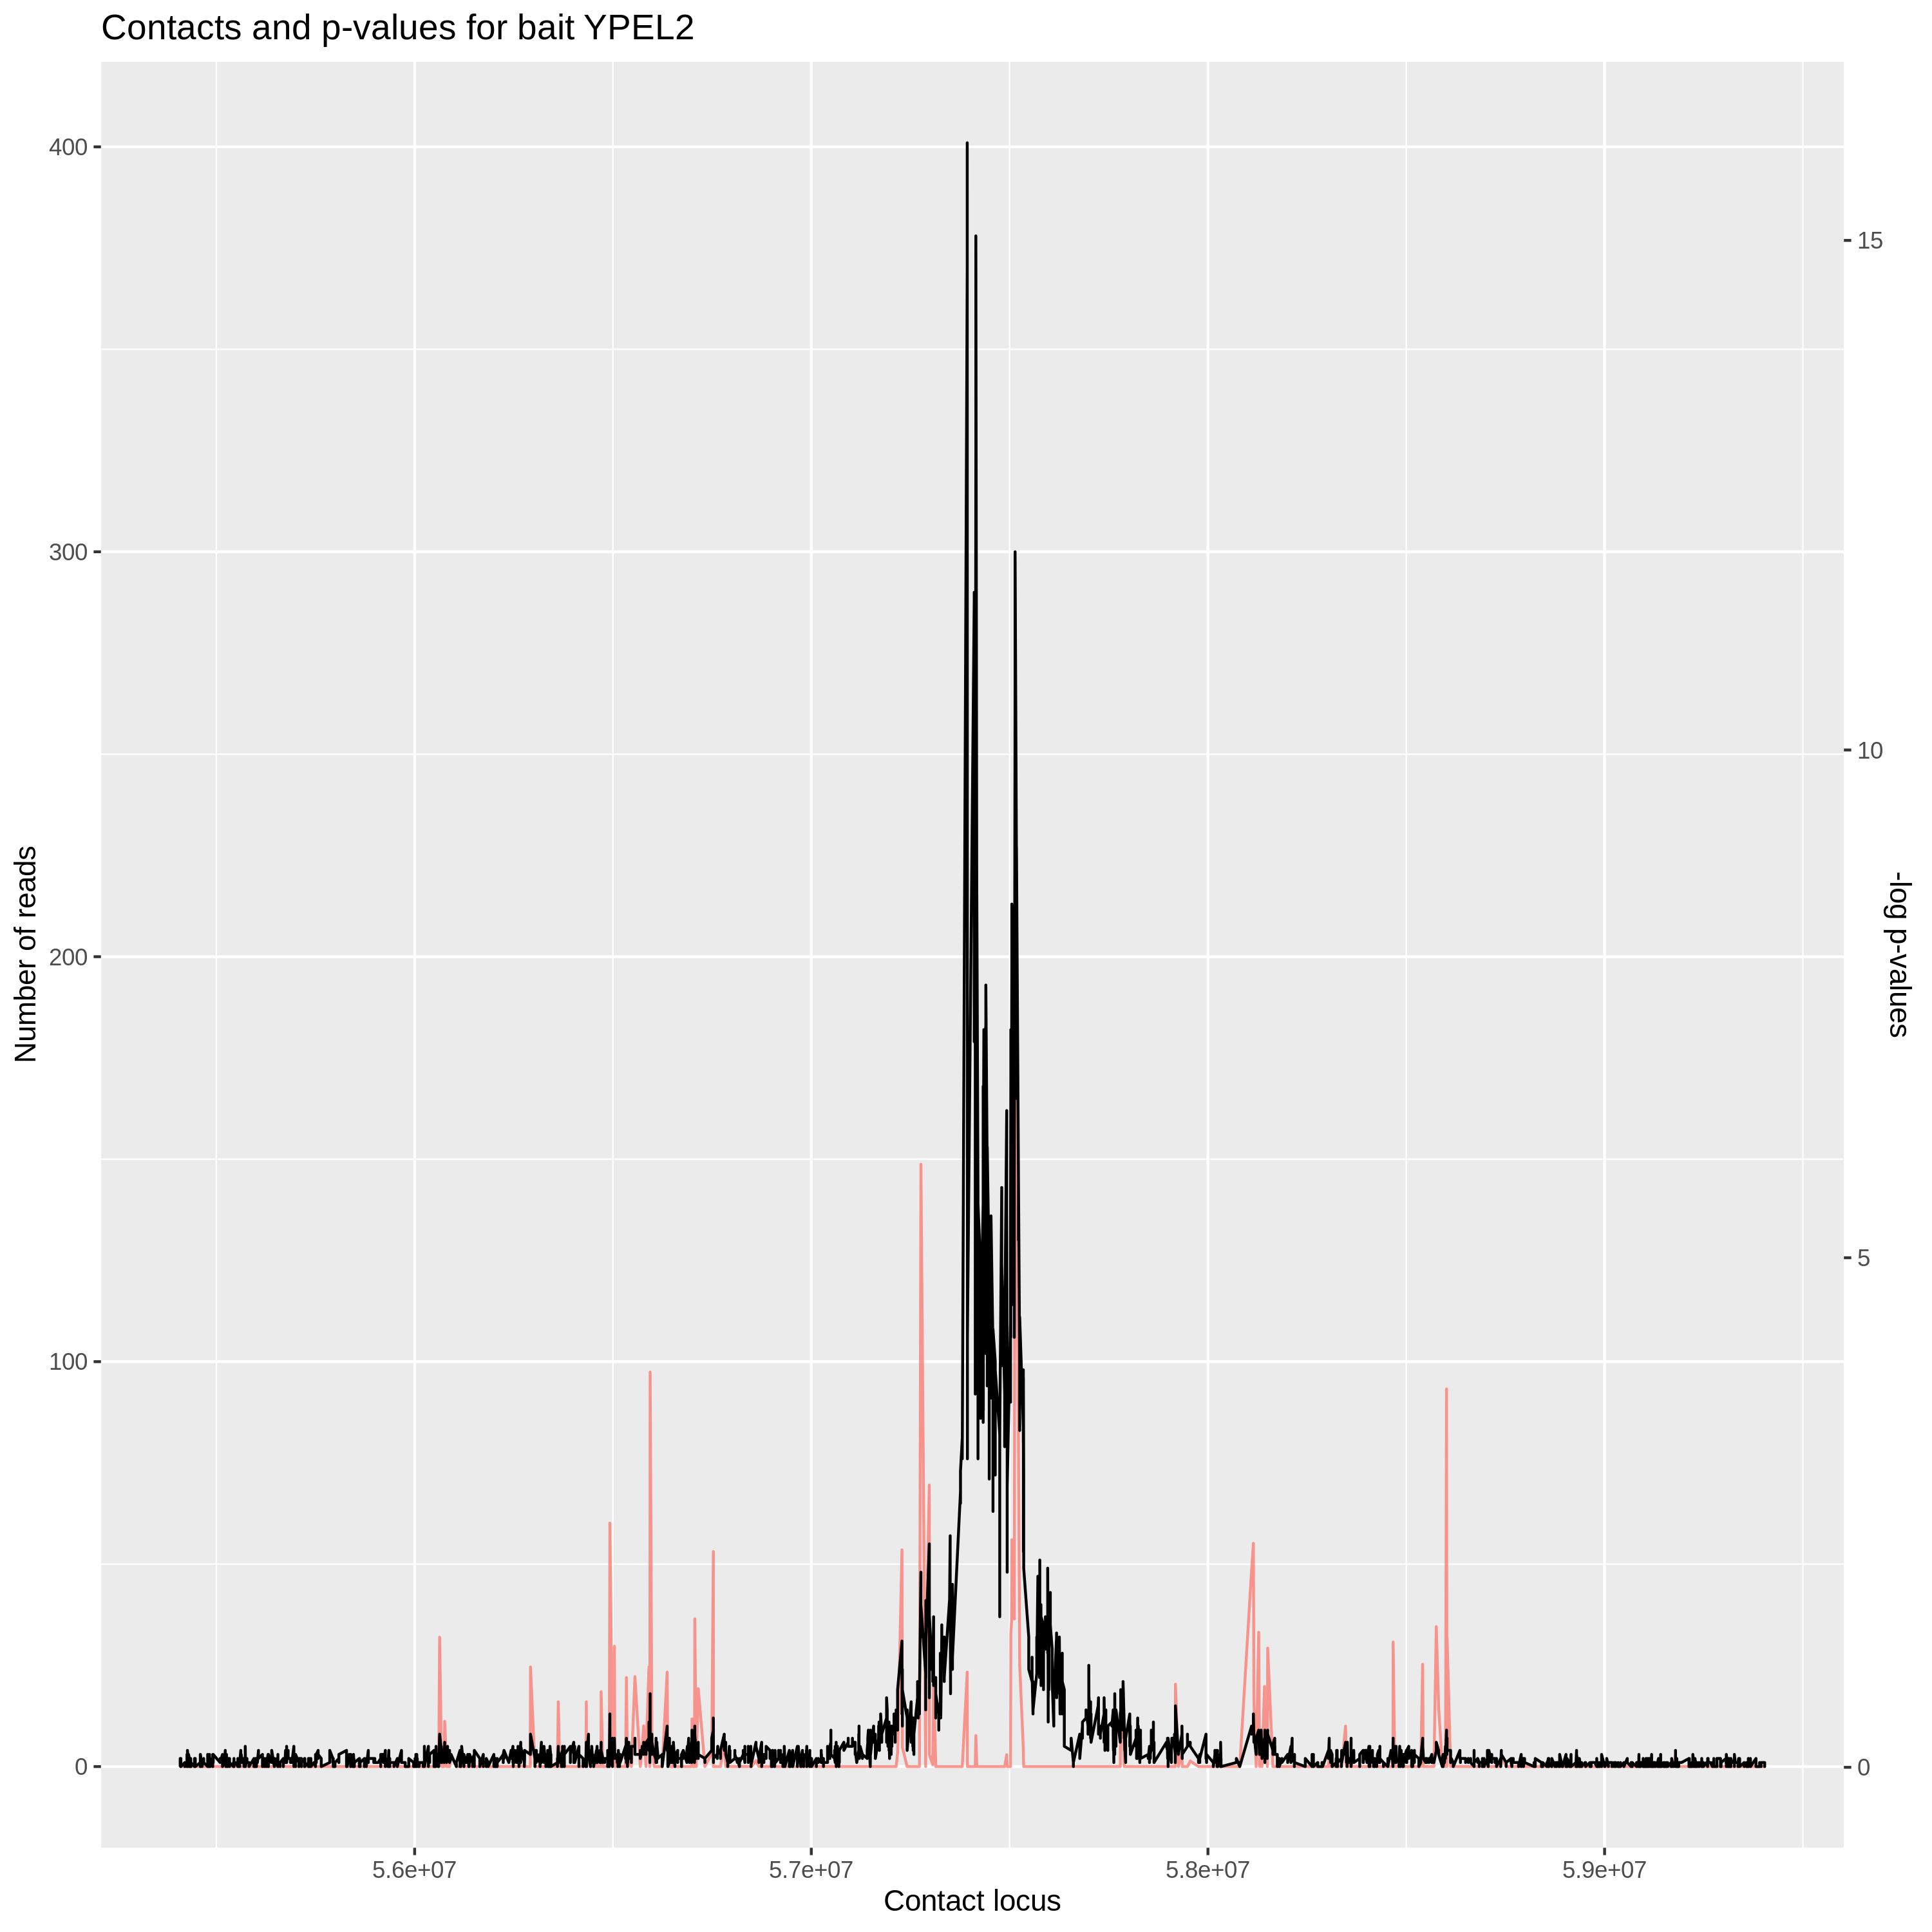 Contacts and p-values for bait YPEL2
Number of reads
400
300
200
100
0
15
10
5
0
-log p-values
5.6e+07 5.7e+07 5.8e+07 5.9e+07
Contact locus